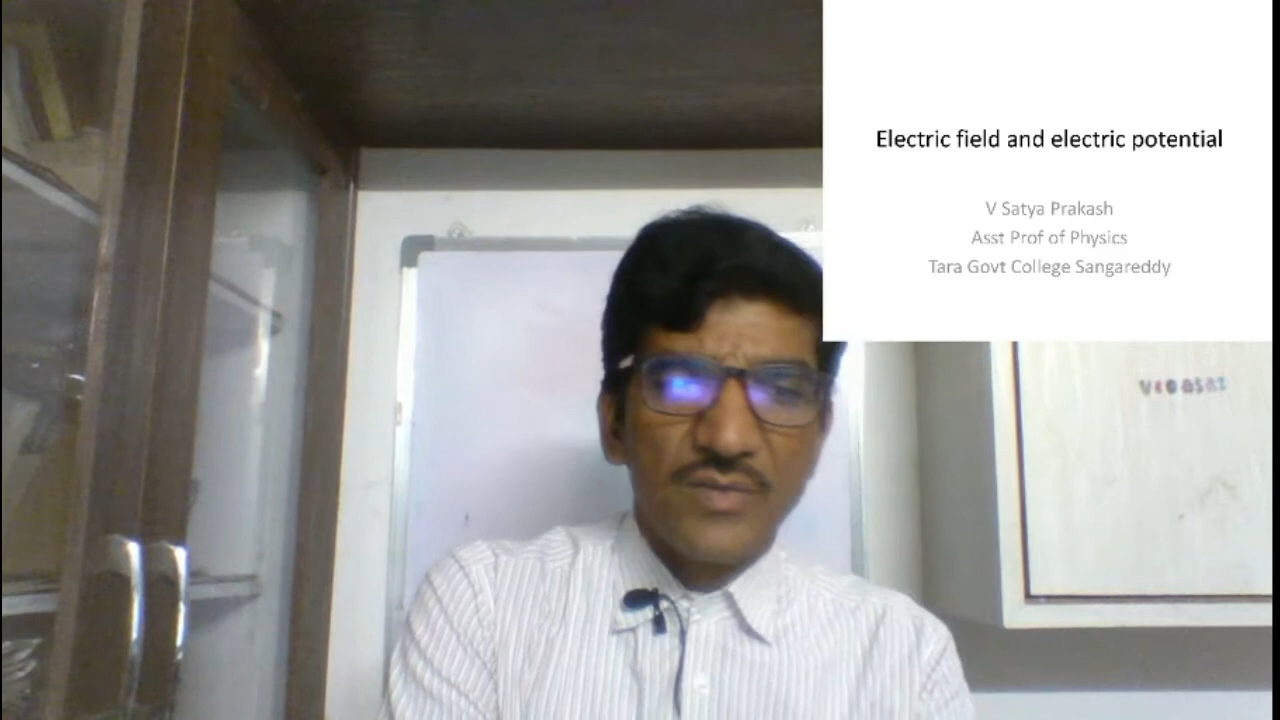 Electric field and electric potential
V Satya Prakash
Asst Prof of Physics
Tara Govt College Sangareddy